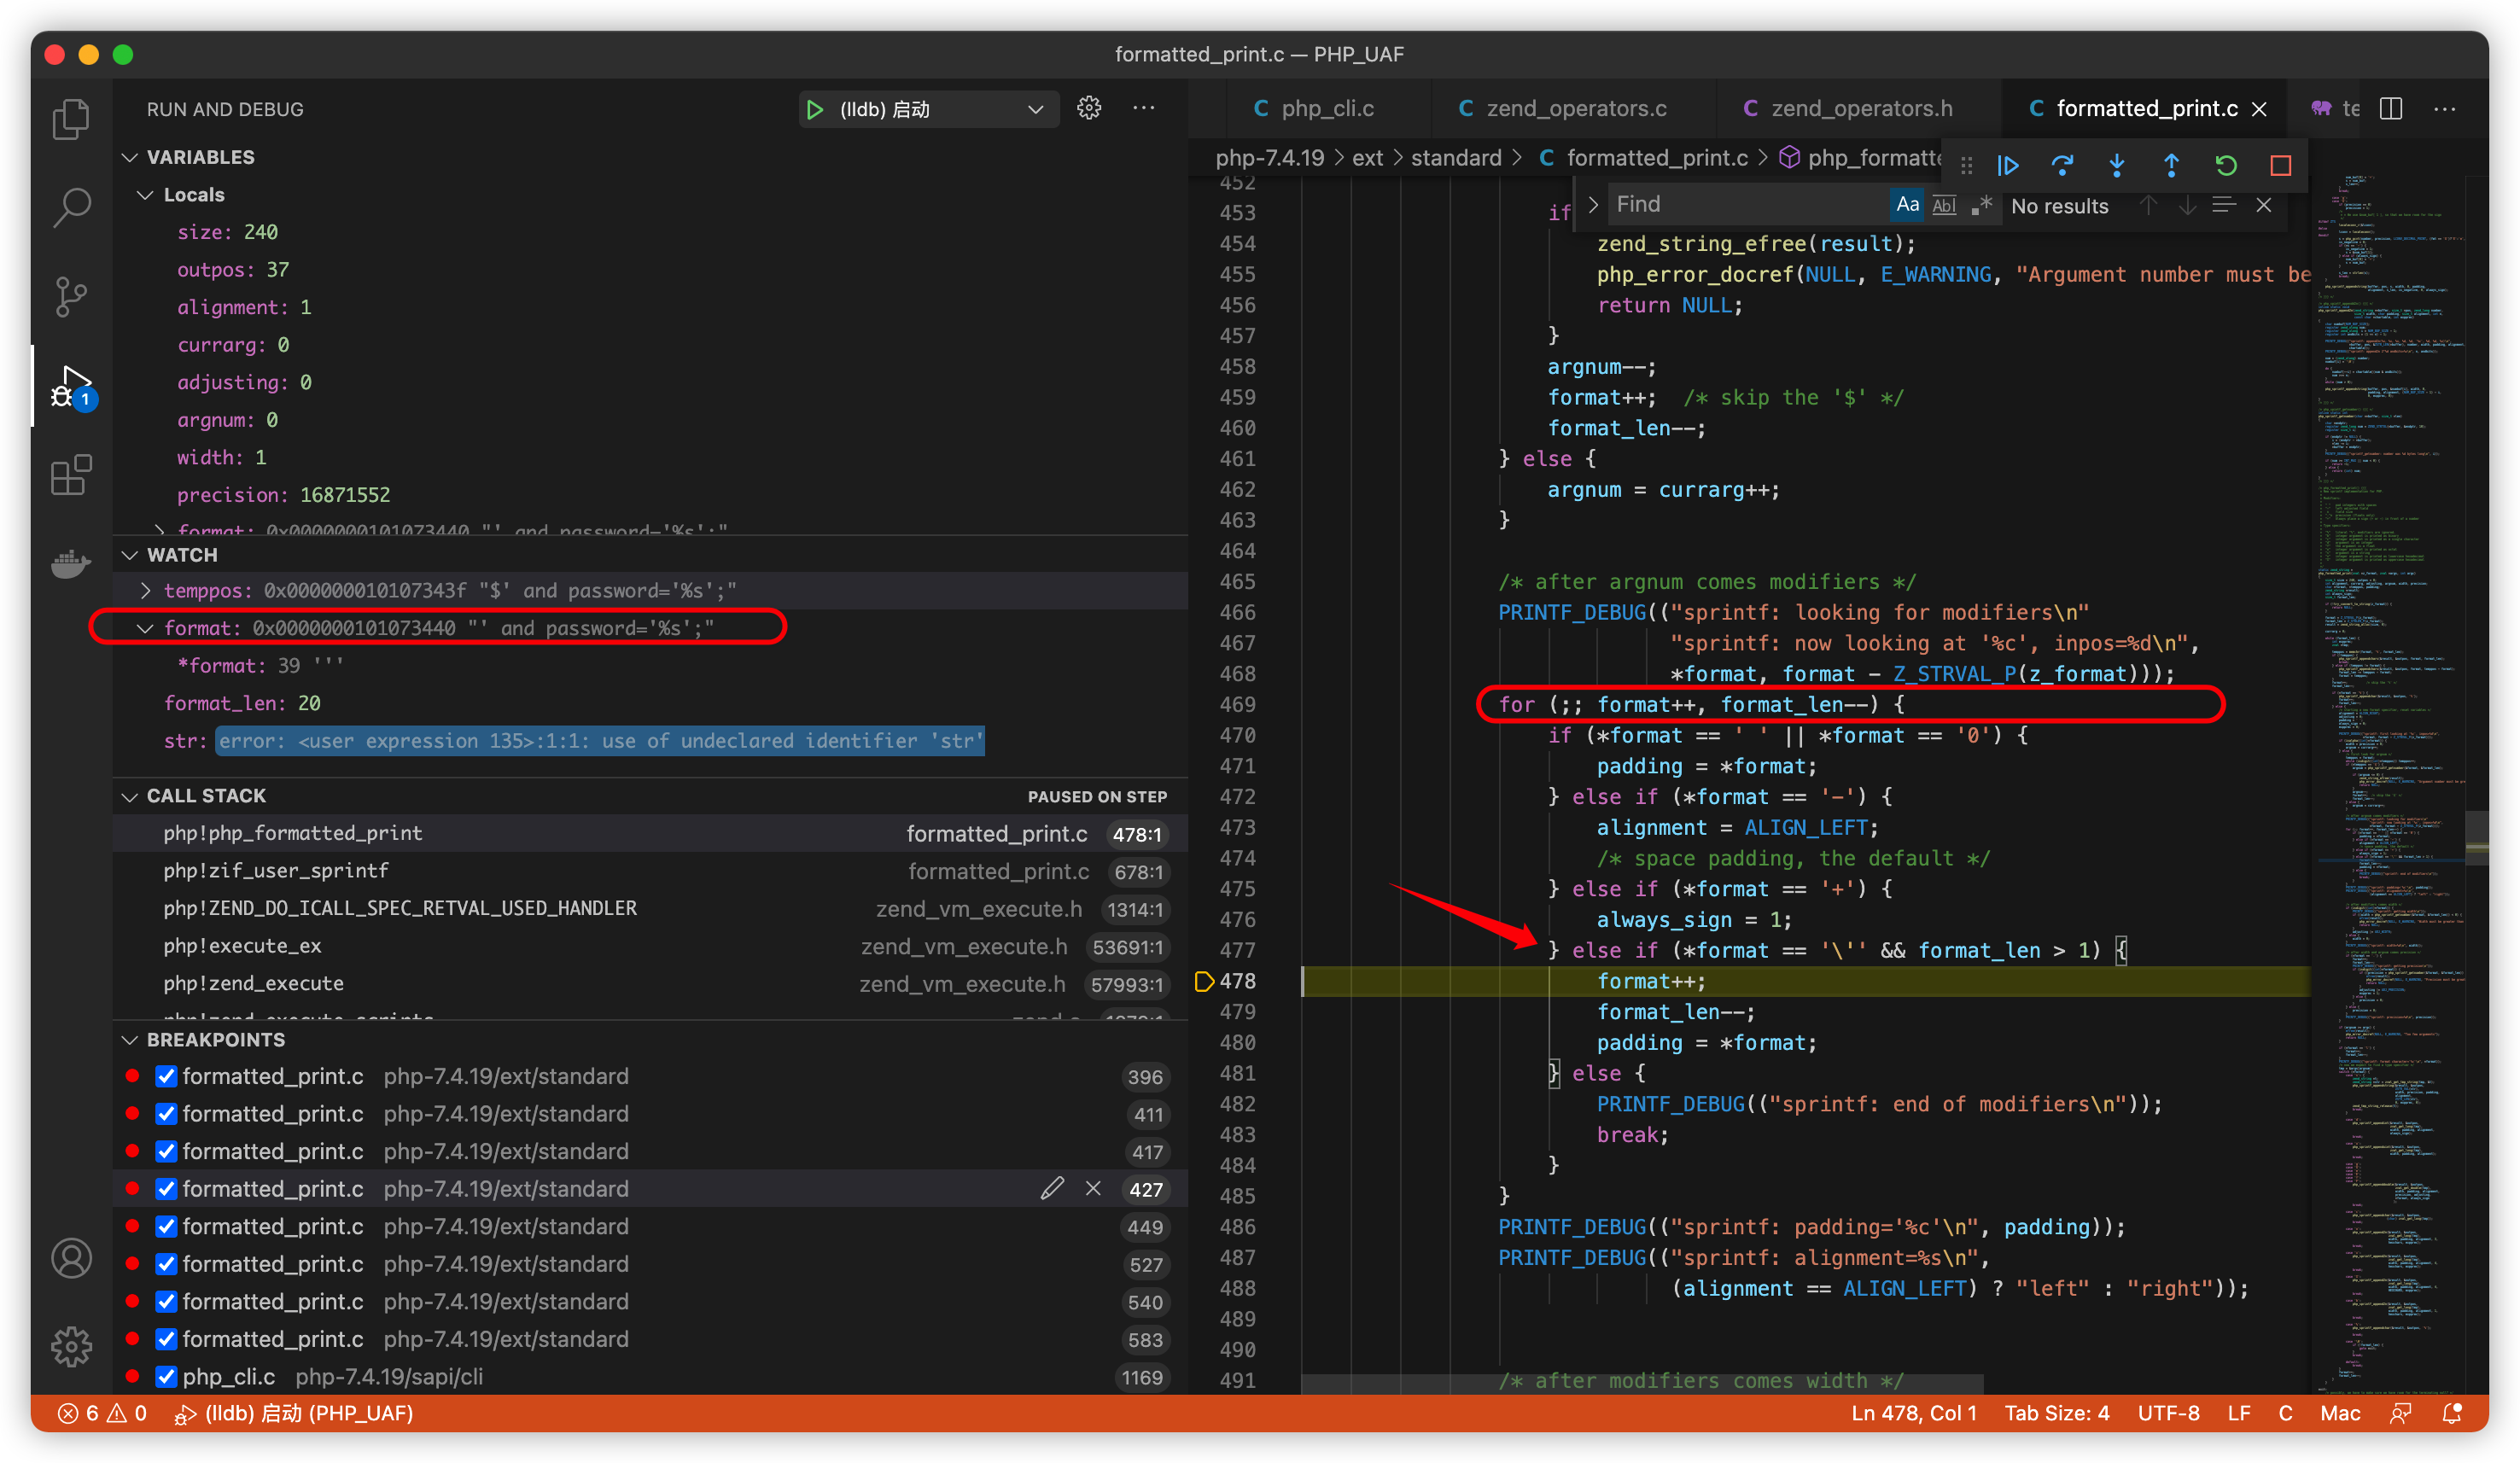 formatted_print.c — PHP_UAF
RUN AND DEBUG
(lldb) 启动
VARIABLES
Locals
size: 240
outpos: 37
alignment: 1
currarg: 0
adjusting: 0
argnum: 0
width: 1
precision: 16871552
format: 0x0000000101073440 "' and password='%s';"
WATCH
temppos: 0x000000010107343f "$' and password='%s';"
format: 0x0000000101073440 "' and password='%s';"
*format: 39 '''
format_len: 20
str: error: <user expression 135>:1:1: use of undeclared identifier 'str'
CALL STACK
PAUSED ON STEP
php!php_formatted_print formatted_print.c 478:1
php!zif_user_sprintf formatted_print.c 678:1
php!ZEND_DO_ICALL_SPEC_RETVAL_USED_HANDLER zend_vm_execute.h 1314:1
php!execute_ex zend_vm_execute.h 53691:1
php!zend_execute zend_vm_execute.h 57993:1
php!zend_execute_scripts zend.c
BREAKPOINTS
formatted_print.c php-7.4.19/ext/standard 396
formatted_print.c php-7.4.19/ext/standard 411
formatted_print.c php-7.4.19/ext/standard 417
formatted_print.c php-7.4.19/ext/standard 427
formatted_print.c php-7.4.19/ext/standard 449
formatted_print.c php-7.4.19/ext/standard 527
formatted_print.c php-7.4.19/ext/standard 540
formatted_print.c php-7.4.19/ext/standard 583
php_cli.c php-7.4.19/sapi/cli 1169
1
C php_cli.c
C zend_operators.c
C zend_operators.h
C formatted_print.c
te
php-7.4.19 > ext > standard > C formatted_print.c > php_formatte
Find
Aa
Abl
.*
No results
452
453 if
454 zend_string_efree(result);
455 php_error_docref(NULL, E_WARNING, "Argument number must be
456 return NULL;
457 }
458 argnum--;
459 format++; /* skip the '$' */
460 format_len--;
461 } else {
462 argnum = currarg++;
463 }
464
465 /* after argnum comes modifiers */
466 PRINTF_DEBUG(("sprintf: looking for modifiers\n"
467 "sprintf: now looking at '%c', inpos=%d\n",
468 *format, format - Z_STRVAL_P(z_format)));
469 for (;; format++, format_len--) {
470 if (*format == ' ' || *format == '0') {
471 padding = *format;
472 } else if (*format == '-') {
473 alignment = ALIGN_LEFT;
474 /* space padding, the default */
475 } else if (*format == '+') {
476 always_sign = 1;
477 } else if (*format == '\'' && format_len > 1) {
478 format++;
479 format_len--;
480 padding = *format;
481 } else {
482 PRINTF_DEBUG(("sprintf: end of modifiers\n"));
483 break;
484 }
485 }
486 PRINTF_DEBUG(("sprintf: padding='%c'\n", padding));
487 PRINTF_DEBUG(("sprintf: alignment=%s\n",
488 (alignment == ALIGN_LEFT) ? "left" : "right"));
489
490
491 /* after modifiers comes width */
6 0 (lldb) 启动 (PHP_UAF)
Ln 478, Col 1 Tab Size: 4 UTF-8 LF C Mac